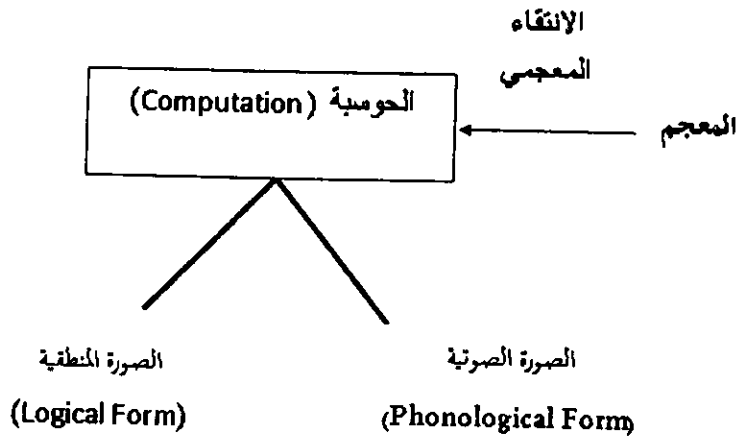 الانتقاء
المعجمي
الحوسبة (Computation)
المعجم
الصورة الصوتية
الصورة المنطقية
(Phonological Form)
(Logical Form)